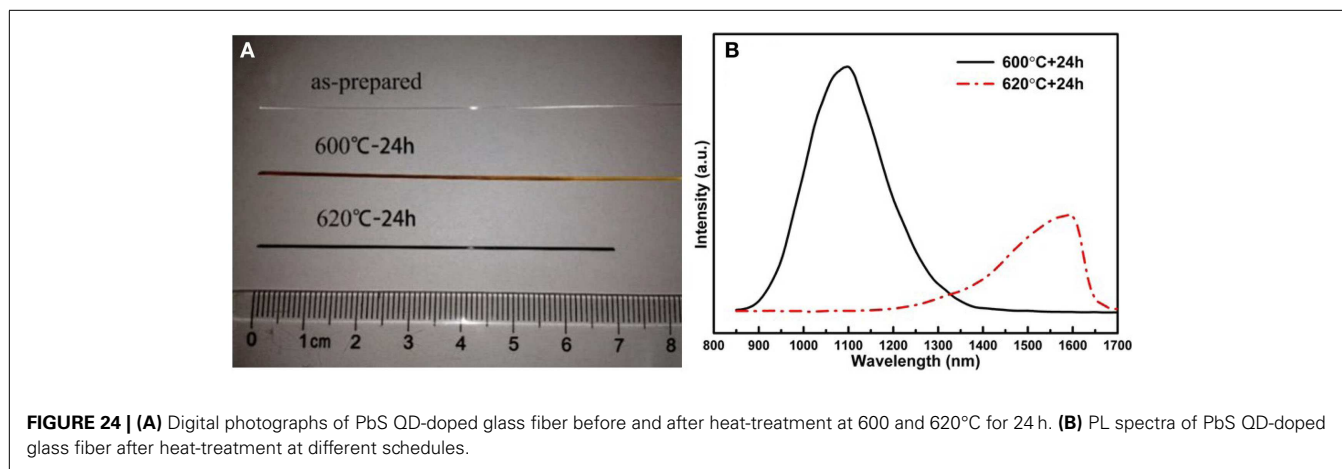 A
as-prepared
600℃-24h
620℃-24h
0 1cm 2 3 4 5 6 7 8
B
600°C+24h
620°C+24h
Intensity (a.u.)
800 900 1000 1100 1200 1300 1400 1500 1600 1700
Wavelength (nm)
FIGURE 24 | (A) Digital photographs of PbS QD-doped glass fiber before and after heat-treatment at 600 and 620°C for 24 h. (B) PL spectra of PbS QD-doped
glass fiber after heat-treatment at different schedules.